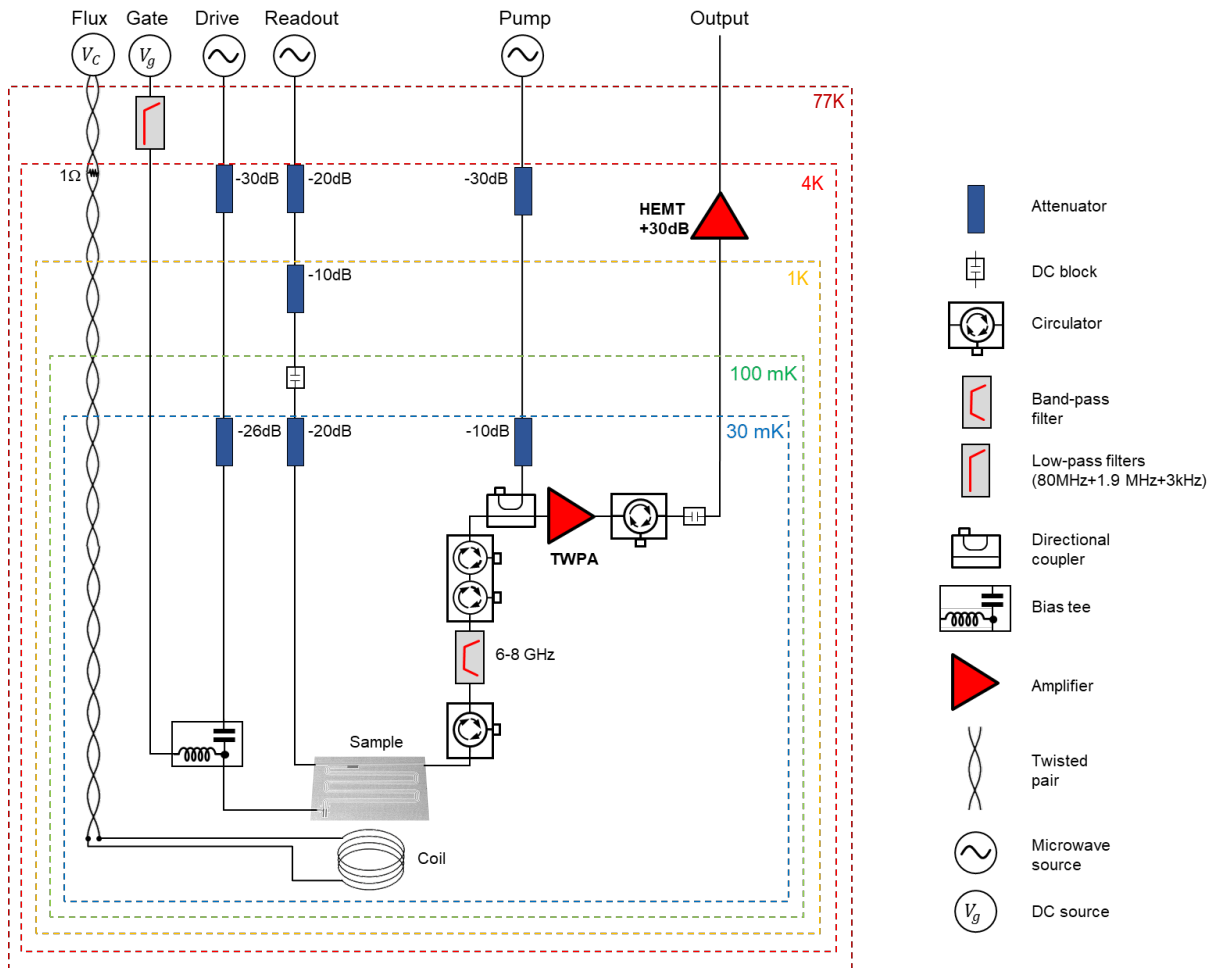 Flux Gate Drive Readout Pump Output
V_C V_g
77K
1Ω
-30dB -20dB -30dB
4K
HEMT
+30dB
-10dB
1K
100 mK
-26dB -20dB -10dB
30 mK
TWPA
6-8 GHz
Sample
Coil
Attenuator
DC block
Circulator
Band-pass
filter
Low-pass filters
(80MHz+1.9 MHz+3kHz)
Directional
coupler
Bias tee
Amplifier
Twisted
pair
Microwave
source
V_g
DC source